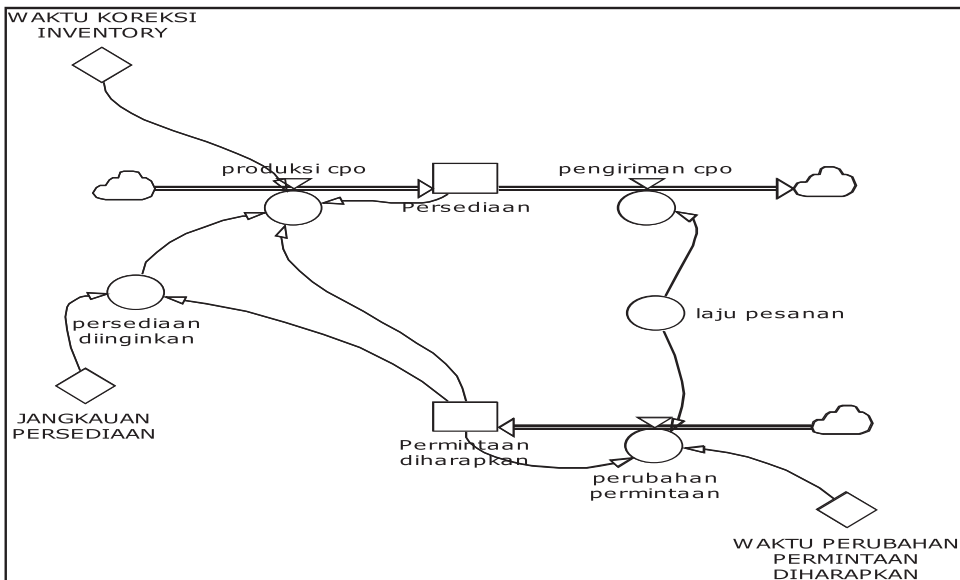 WAKTU KOREKSI
INVENTORY
produksi cpo
pengiriman cpo
Persediaan
persediaan
diinginkan
laju pesanan
JANGKAUAN
PERSEDIAAN
Permintaan
diharapkan
perubahan
permintaan
WAKTU PERUBAHAN
PERMINTAAN
DIHARAPKAN